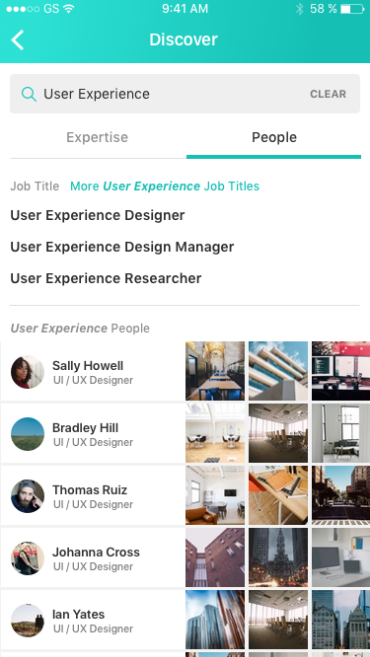 GS 9:41 AM 58 %
Discover
User Experience CLEAR
Expertise People
Job Title More User Experience Job Titles
User Experience Designer
User Experience Design Manager
User Experience Researcher
User Experience People
Sally Howell
UI / UX Designer
Bradley Hill
UI / UX Designer
Thomas Ruiz
UI / UX Designer
Johanna Cross
UI / UX Designer
Ian Yates
UI / UX Designer